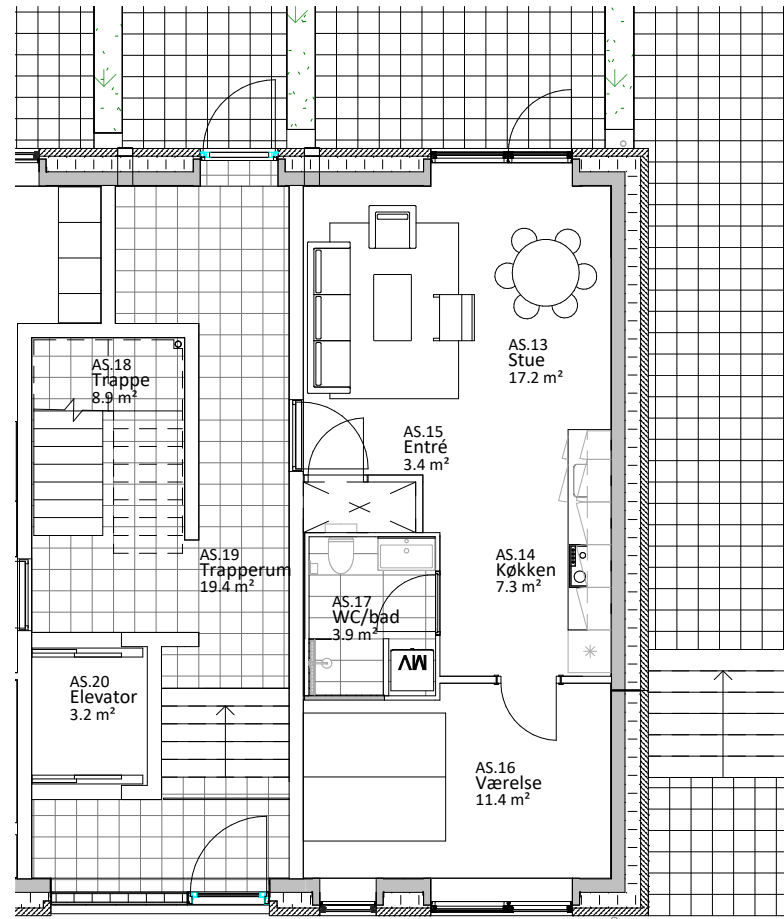 AS.13
Stue
17.2 m²
AS.18
Trappe
8.9 m²
AS.15
Entré
3.4 m²
AS.19
Trapperum
19.4 m²
AS.14
Køkken
7.3 m²
AS.17
WC/bad
3.9 m²
MV
AS.20
Elevator
3.2 m²
AS.16
Værelse
11.4 m²